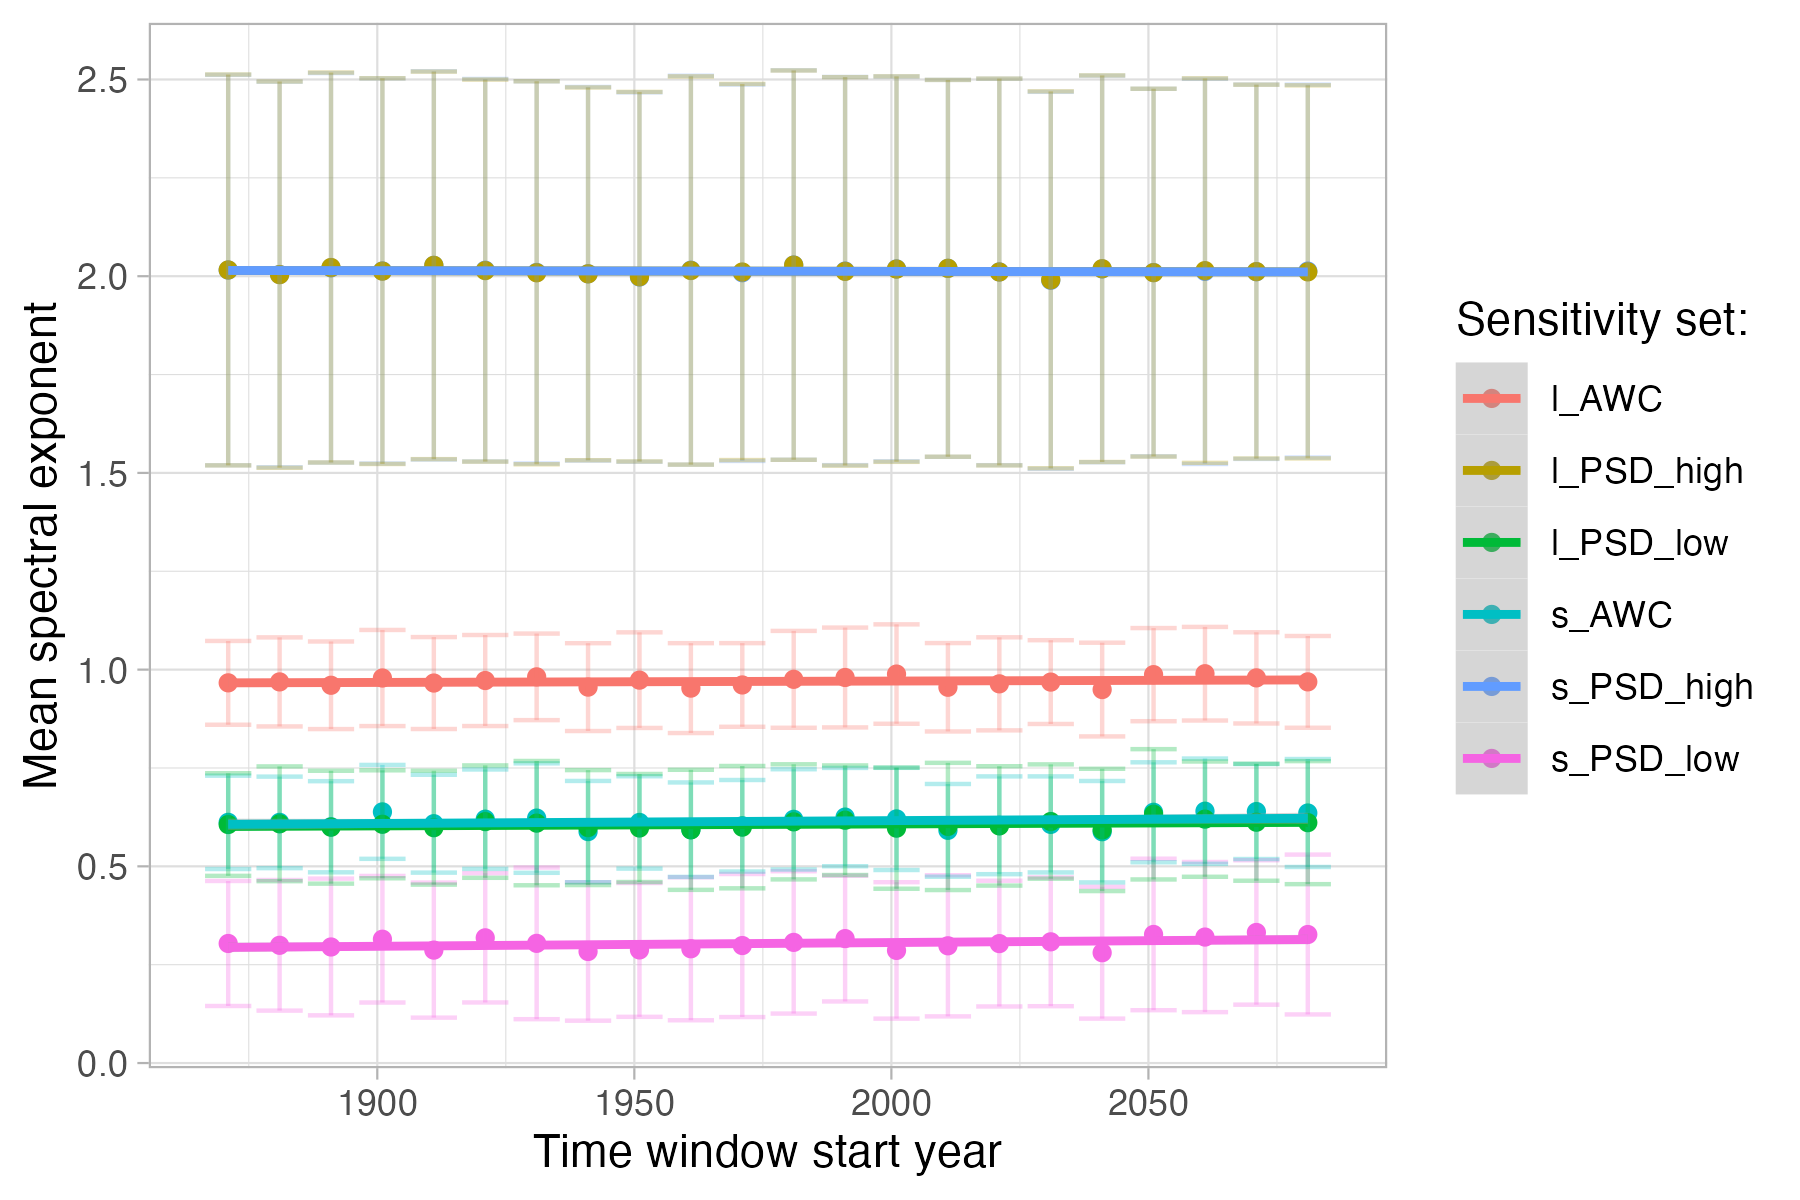 Mean spectral exponent
2.5
2.0
1.5
1.0
0.5
0.0
1900 1950 2000 2050
Time window start year
Sensitivity set:
l_AWC
l_PSD_high
l_PSD_low
s_AWC
s_PSD_high
s_PSD_low